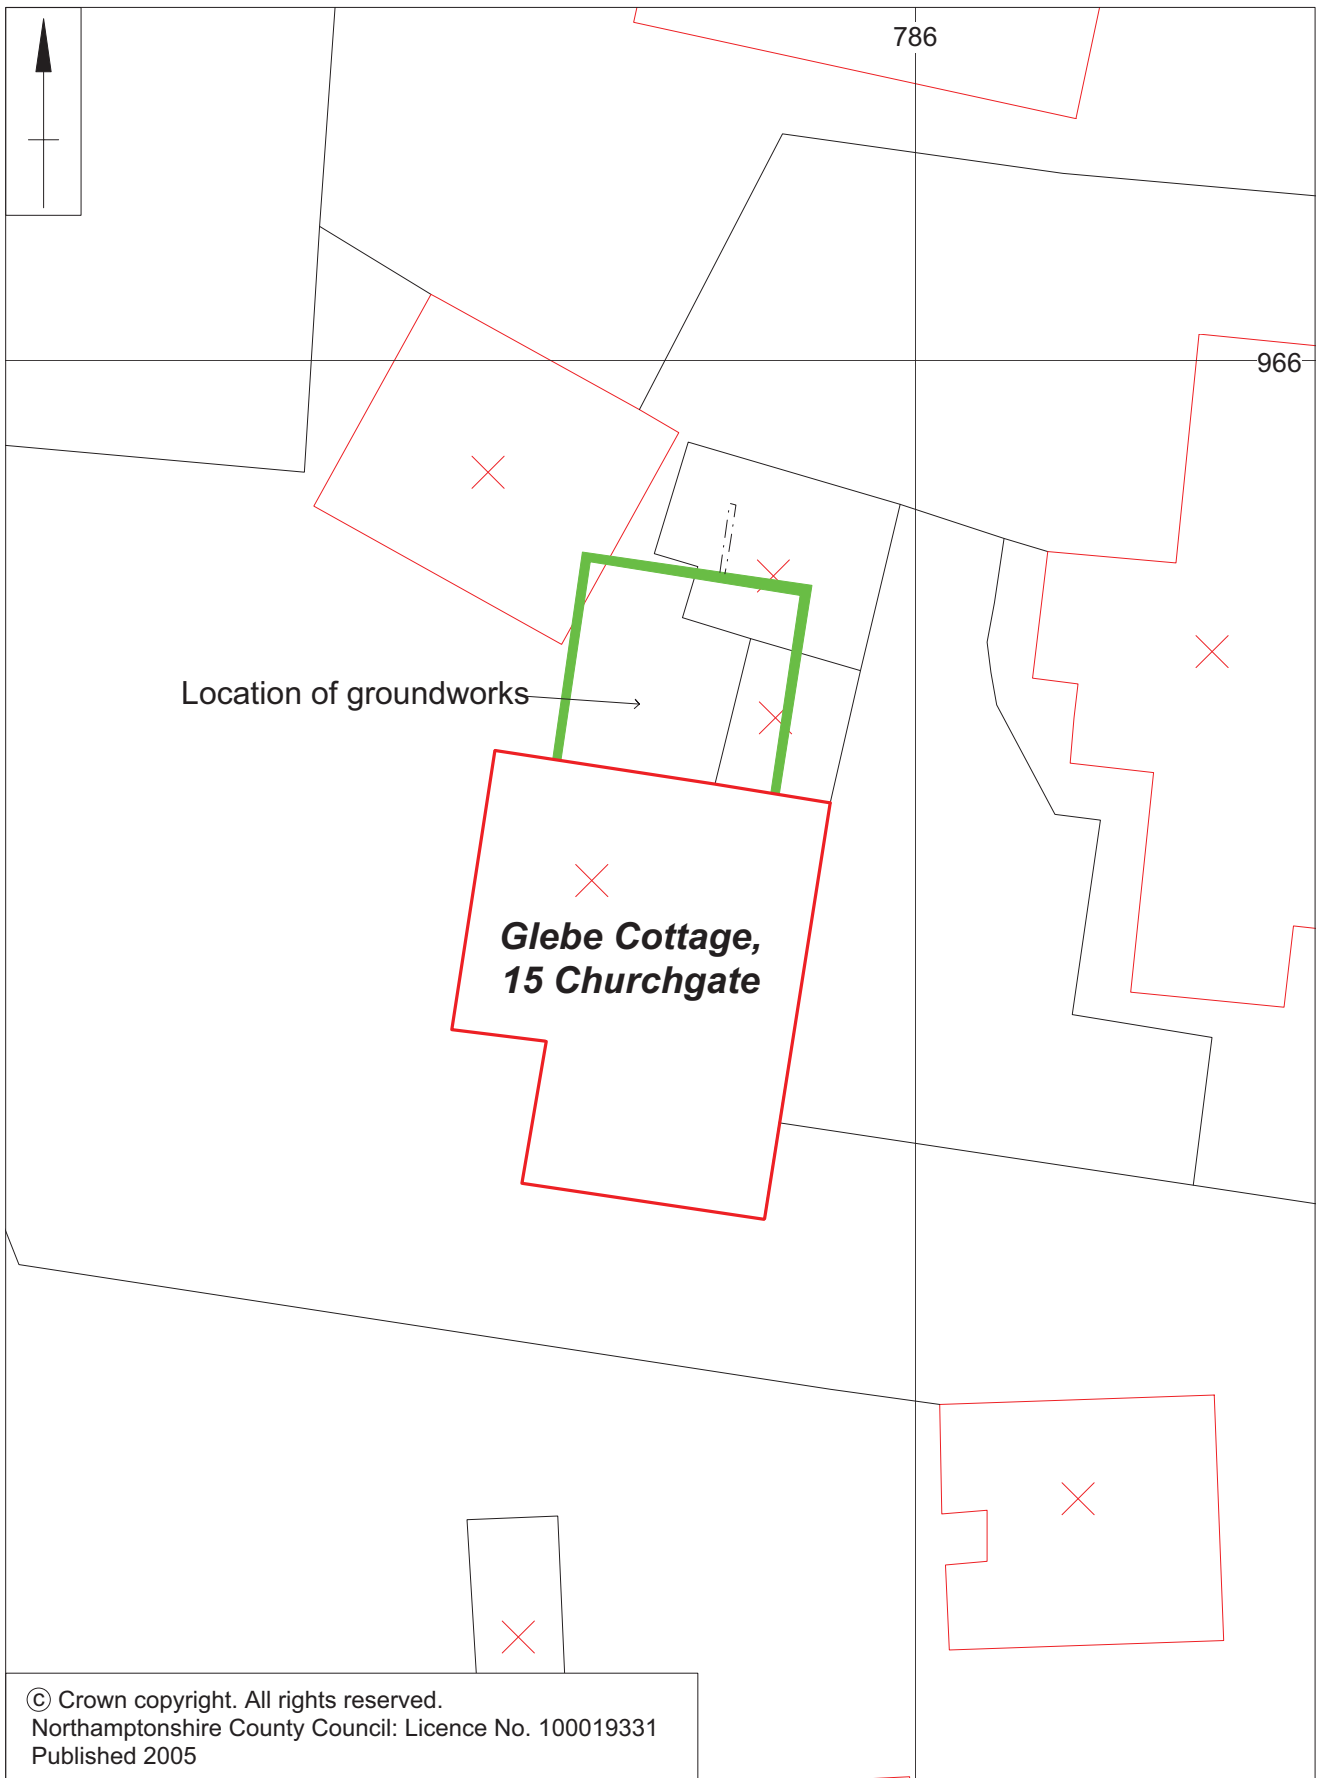 786
966
Location of groundworks
Glebe Cottage,
15 Churchgate
© Crown copyright. All rights reserved.
Northamptonshire County Council: Licence No. 100019331
Published 2005